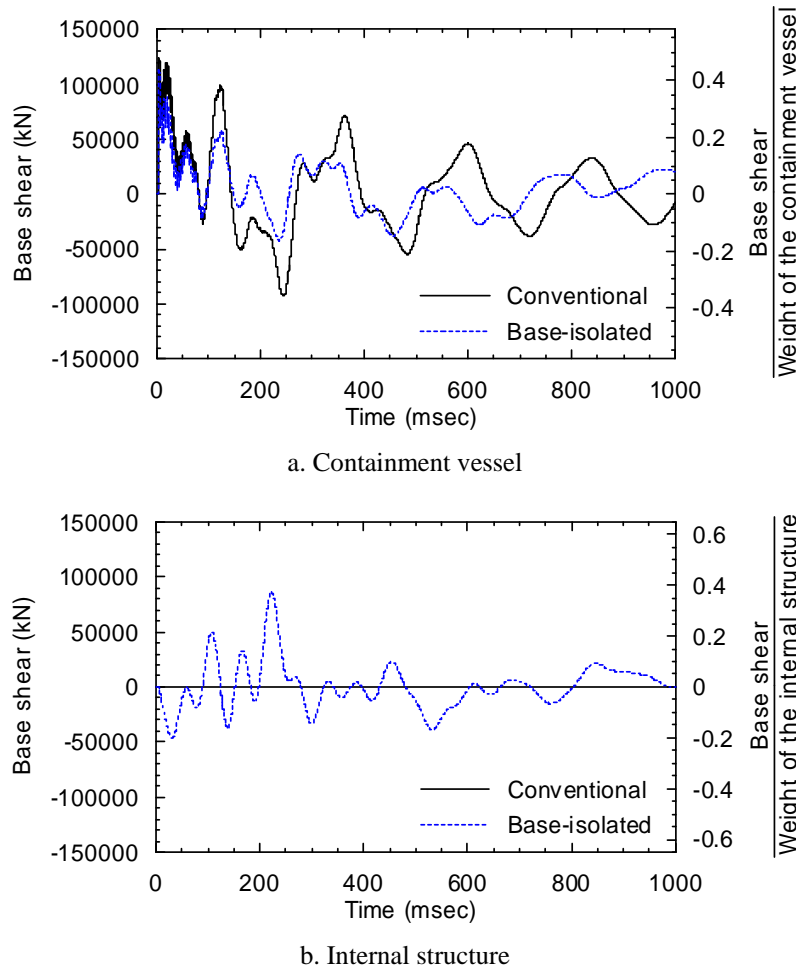 150000
100000
50000
0
-50000
-100000
-150000
Base shear (kN)
0.4
0.2
0
-0.2
-0.4
Base shear
Weight of the containment vessel
Conventional
Base-isolated
0 200 400 600 800 1000
Time (msec)
a. Containment vessel
150000
100000
50000
0
-50000
-100000
-150000
Base shear (kN)
0.6
0.4
0.2
0
-0.2
-0.4
-0.6
Base shear
Weight of the internal structure
Conventional
Base-isolated
0 200 400 600 800 1000
Time (msec)
b. Internal structure